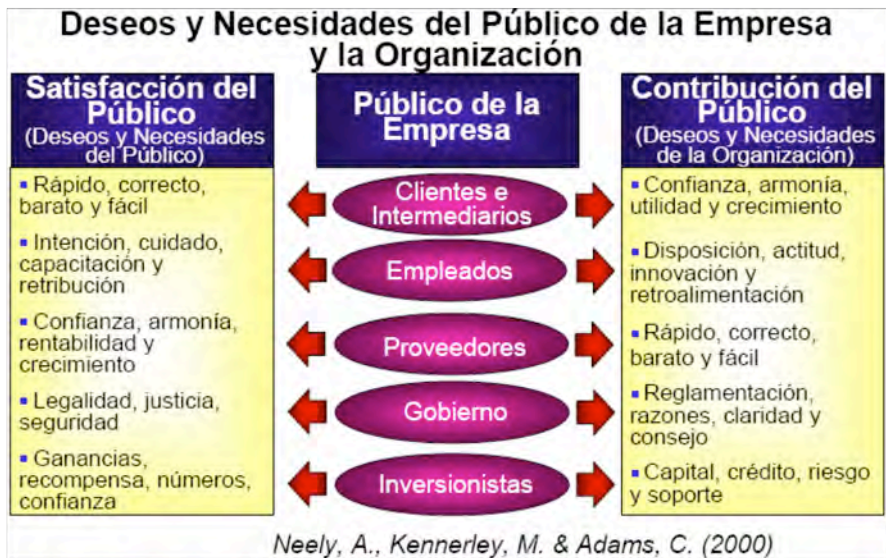 Deseos y Necesidades del Público de la Empresa
y la Organización
Satisfacción del
Público
(Deseos y Necesidades
del Público)
Público de la
Empresa
Contribución del
Público
(Deseos y Necesidades
de la Organización)
▪ Rápido, correcto,
barato y fácil
Clientes e
Intermediarios
▪ Confianza, armonía,
utilidad y crecimiento
▪ Intención, cuidado,
capacitación y
retribución
Empleados
▪ Disposición, actitud,
innovación y
retroalimentación
▪ Confianza, armonía,
rentabilidad y
crecimiento
Proveedores
▪ Rápido, correcto,
barato y fácil
▪ Legalidad, justicia,
seguridad
Gobierno
▪ Reglamentación,
razones, claridad y
consejo
▪ Ganancias,
recompensa, números,
confianza
Inversionistas
▪ Capital, crédito, riesgo
y soporte
Neely, A., Kennerley, M. & Adams, C. (2000)